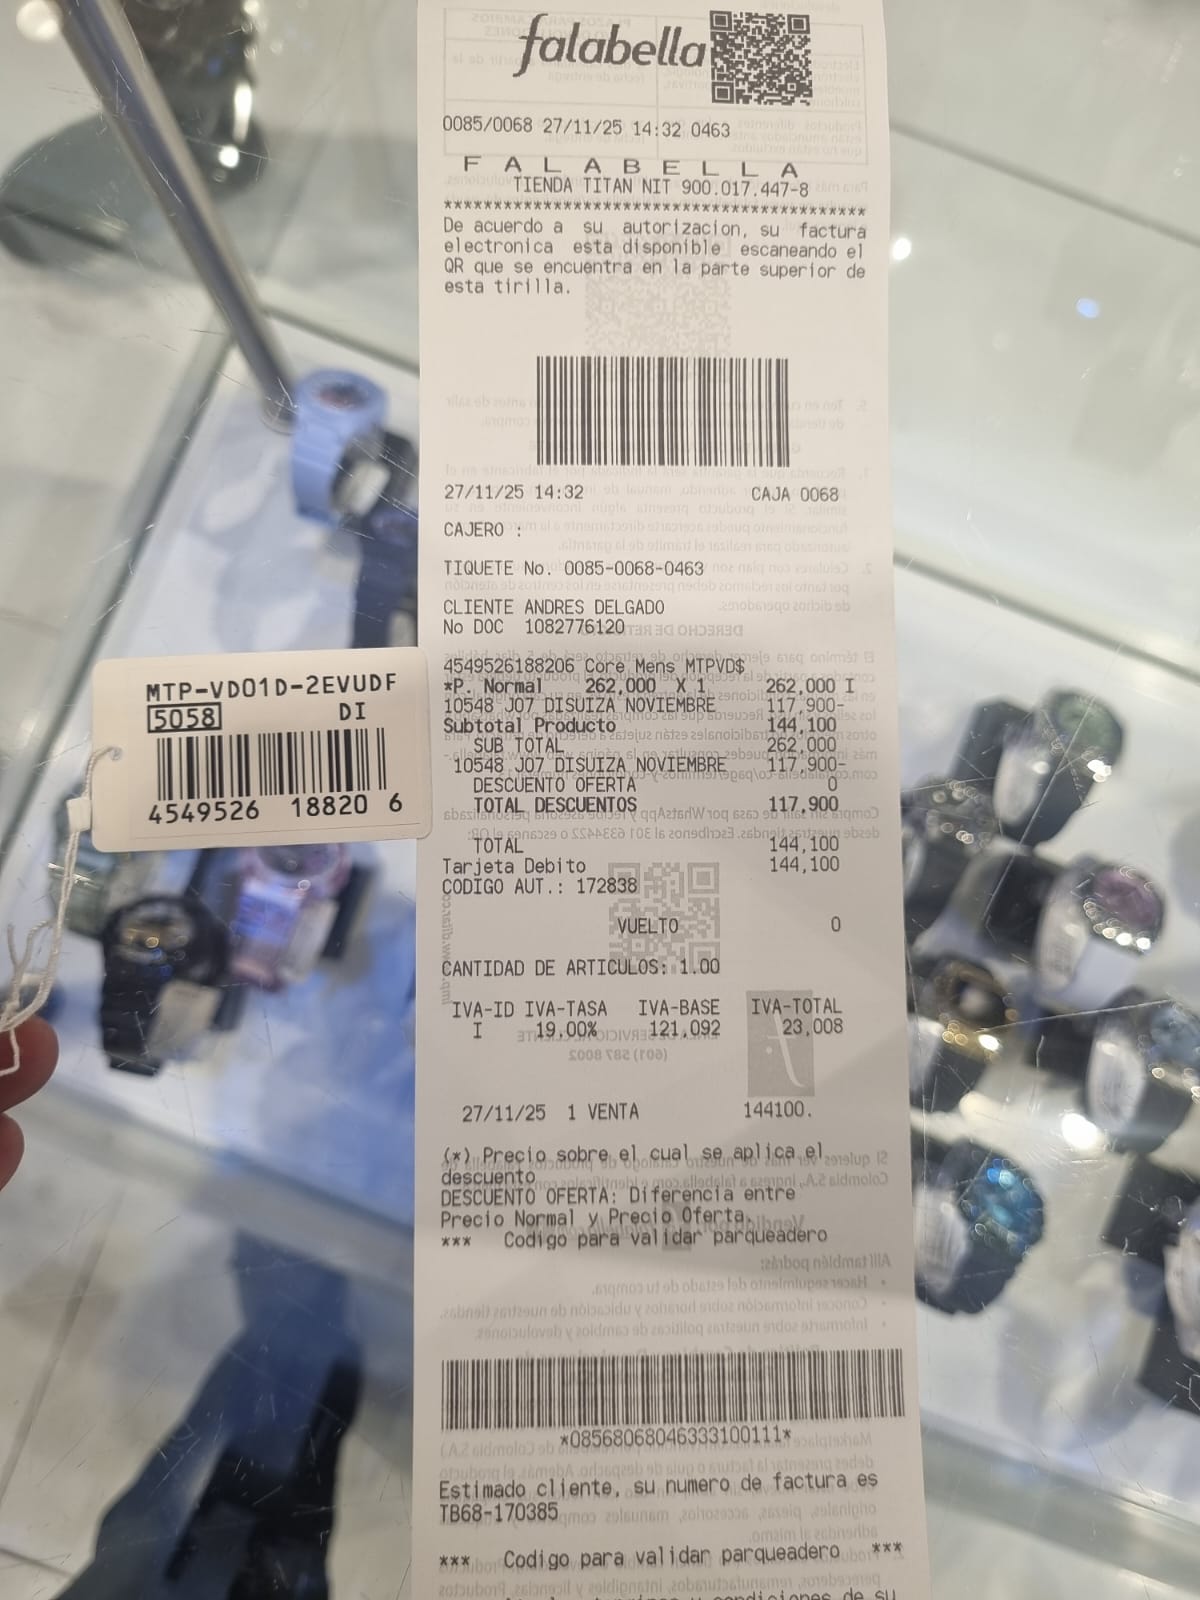 falabella
0085/0068 27/11/25 14:32 0463
F A L A B E L L A
TIENDA TITAN NIT 900.017.447-8
******************************************
De acuerdo a su autorizacion, su factura
electronica esta disponible escaneando el
QR que se encuentra en la parte superior de
esta tirilla.
27/11/25 14:32 CAJA 0068
CAJERO :
TIQUETE No. 0085-0068-0463
CLIENTE ANDRES DELGADO
No DOC 1082776120
4549526188206 Core Mens MTPVD$
*P. Normal 262,000 X 1 262,000 I
10548 J07 DISUIZA NOVIEMBRE 117,900-
Subtotal Producto 144,100
SUB TOTAL 262,000
10548 J07 DISUIZA NOVIEMBRE 117,900-
DESCUENTO OFERTA 0
TOTAL DESCUENTOS 117,900
TOTAL 144,100
Tarjeta Debito 144,100
CODIGO AUT.: 172838
VUELTO 0
CANTIDAD DE ARTICULOS: 1.00
IVA-ID IVA-TASA IVA-BASE IVA-TOTAL
I 19.00% 121,092 23,008
27/11/25 1 VENTA 144100.
(*) Precio sobre el cual se aplica el
descuento
DESCUENTO OFERTA: Diferencia entre
Precio Normal y Precio Oferta.
*** Codigo para validar parqueadero
*08568068046333100111*
Estimado cliente, su numero de factura es
TB68-170385
*** Codigo para validar parqueadero ***
MTP-VD01D-2EVUDF
5058 DI
4549526 18820 6